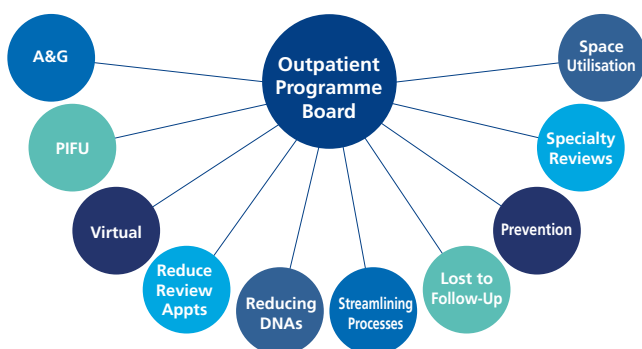 Outpatient
Programme
Board
A&G
PIFU
Virtual
Reduce
Review
Appts
Reducing
DNAs
Streamlining
Processes
Lost to
Follow-Up
Prevention
Specialty
Reviews
Space
Utilisation